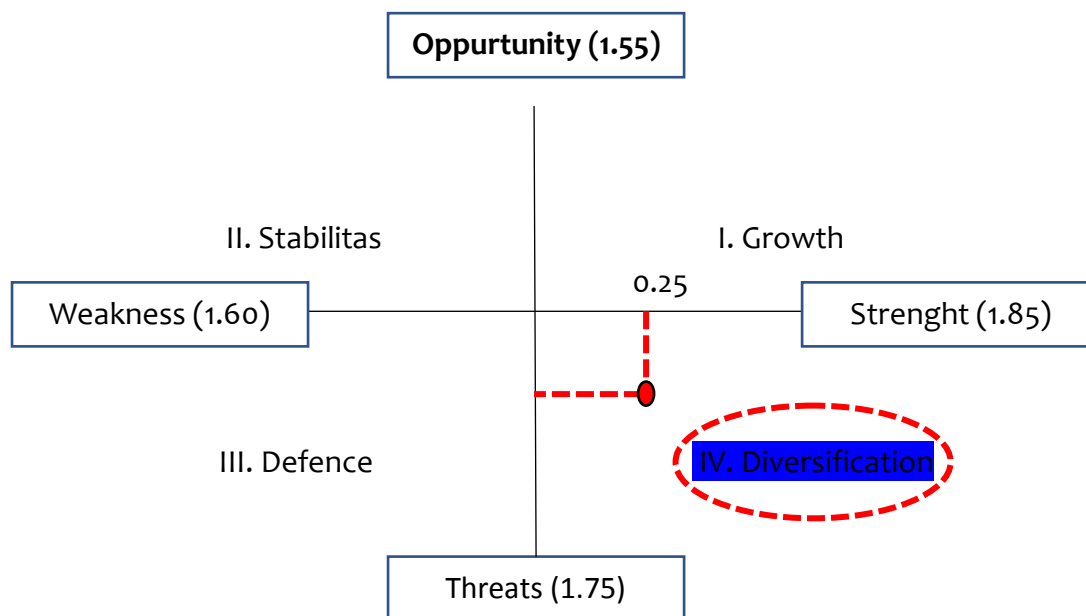 Oppurtunity (1.55)
II. Stabilitas
I. Growth
0.25
Weakness (1.60)
Strenght (1.85)
III. Defence
IV. Diversification
Threats (1.75)